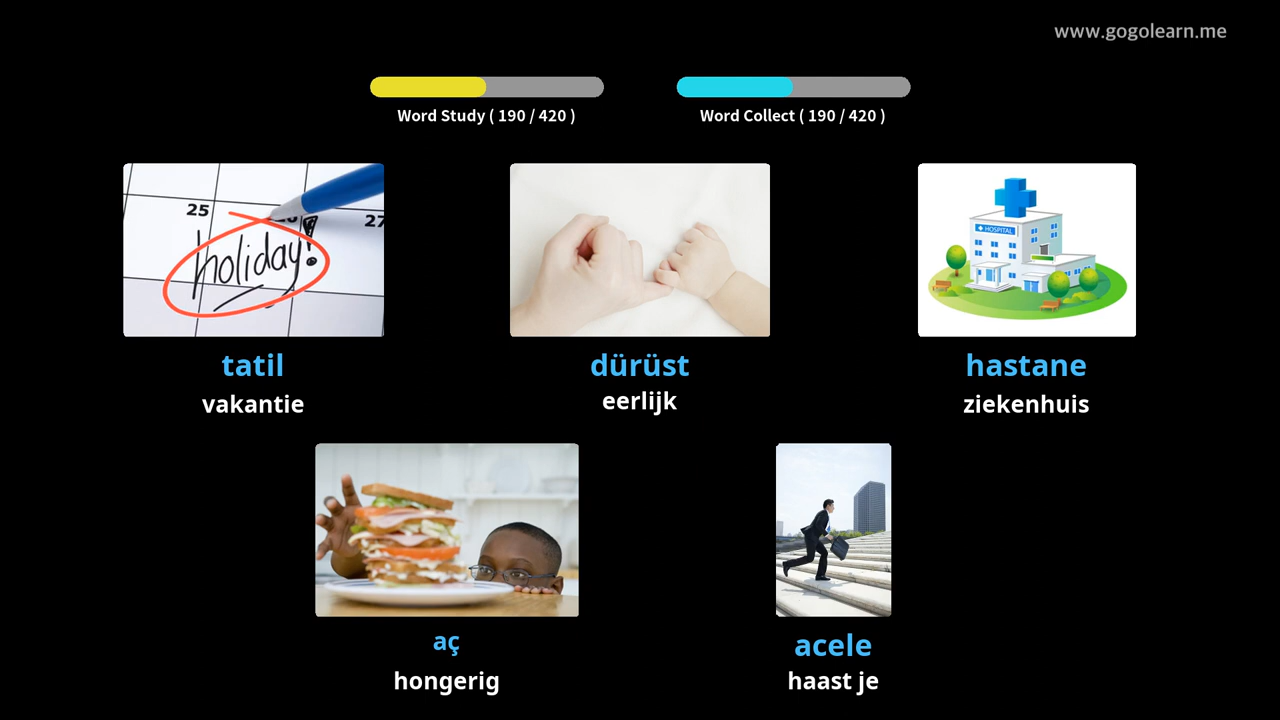 www.gogolearn.me
Word Study ( 190 / 420 )
Word Collect ( 190 / 420 )
25
27
holiday!
HOSPITAL
tatil
dürüst
hastane
vakantie
eerlijk
ziekenhuis
aç
acele
hongerig
haast je